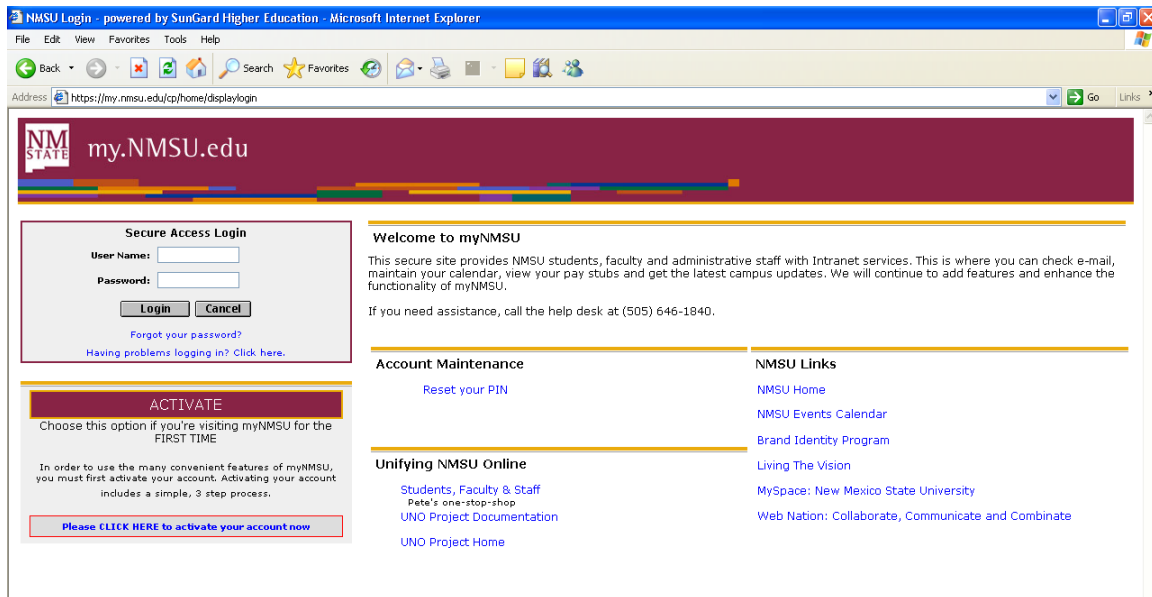 NMSU Login - powered by SunGard Higher Education - Microsoft Internet Explorer
File Edit View Favorites Tools Help
Back Search Favorites
Address https://my.nmsu.edu/cp/home/displaylogin Go Links
NM
STATE
my.NMSU.edu
Secure Access Login
User Name:
Password:
Login Cancel
Forgot your password?
Having problems logging in? Click here.
ACTIVATE
Choose this option if you're visiting myNMSU for the
FIRST TIME
In order to use the many convenient features of myNMSU,
you must first activate your account. Activating your account
includes a simple, 3 step process.
Please CLICK HERE to activate your account now
Welcome to myNMSU
This secure site provides NMSU students, faculty and administrative staff with Intranet services. This is where you can check e-mail,
maintain your calendar, view your pay stubs and get the latest campus updates. We will continue to add features and enhance the
functionality of myNMSU.
If you need assistance, call the help desk at (505) 646-1840.
Account Maintenance
Reset your PIN
Unifying NMSU Online
Students, Faculty & Staff
Pete's one-stop-shop
UNO Project Documentation
UNO Project Home
NMSU Links
NMSU Home
NMSU Events Calendar
Brand Identity Program
Living The Vision
MySpace: New Mexico State University
Web Nation: Collaborate, Communicate and Combinate